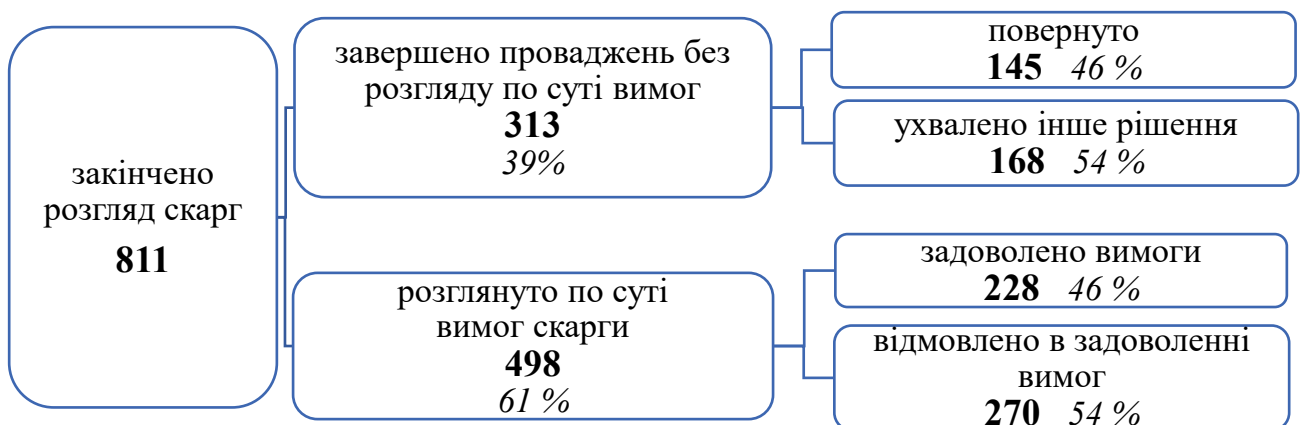 закінчено
розгляд скарг
811
завершено проваджень без
розгляду по суті вимог
313
39%
повернуто
145 46 %
ухвалено інше рішення
168 54 %
розглянуто по суті
вимог скарги
498
61 %
задоволено вимоги
228 46 %
відмовлено в задоволенні
вимог
270 54 %